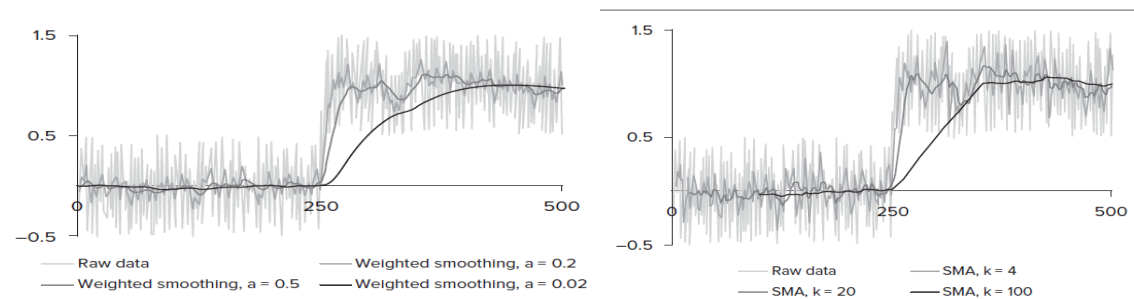 1.5
0.5
0
250
500
−0.5
Raw data
Weighted smoothing, a = 0.2
Weighted smoothing, a = 0.5
Weighted smoothing, a = 0.02
1.5
0.5
0
250
500
−0.5
Raw data
SMA, k = 4
SMA, k = 20
SMA, k = 100